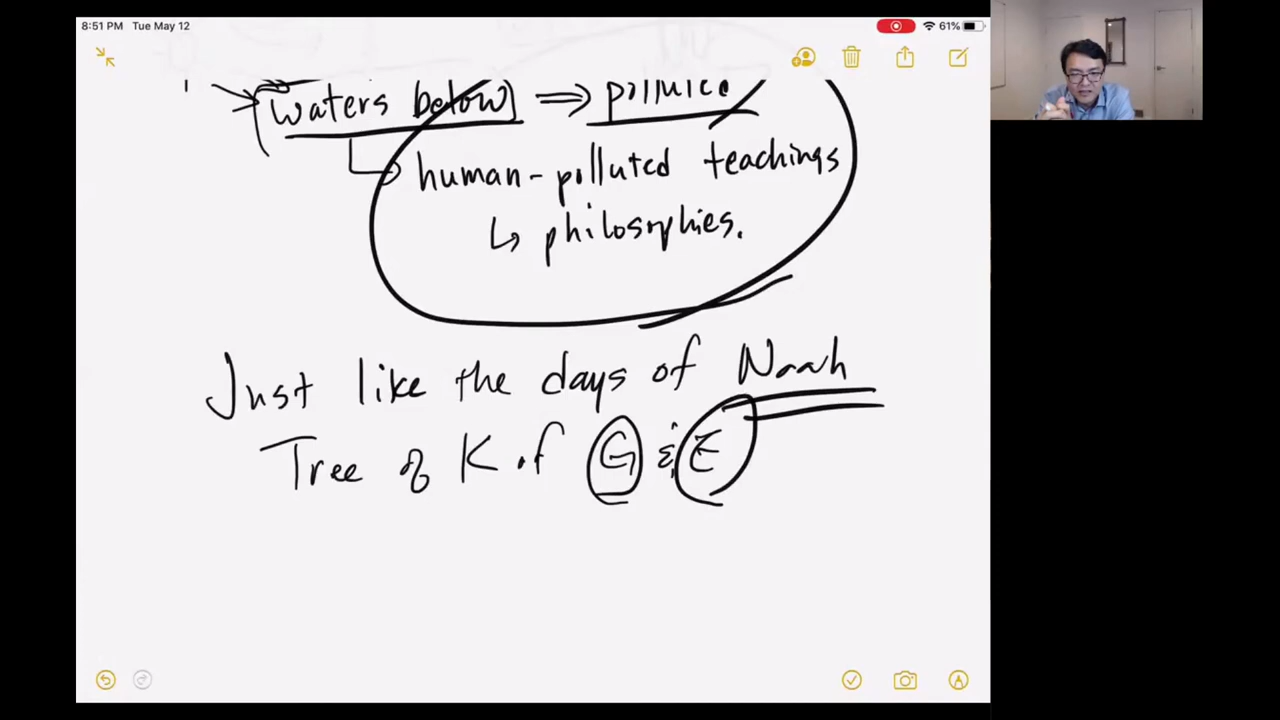 8:51 PM Tue May 12
61%
waters below ⇒
human-polluted teachings
↳ philosophies.
Just like the days of Noah
Tree of K of G & E